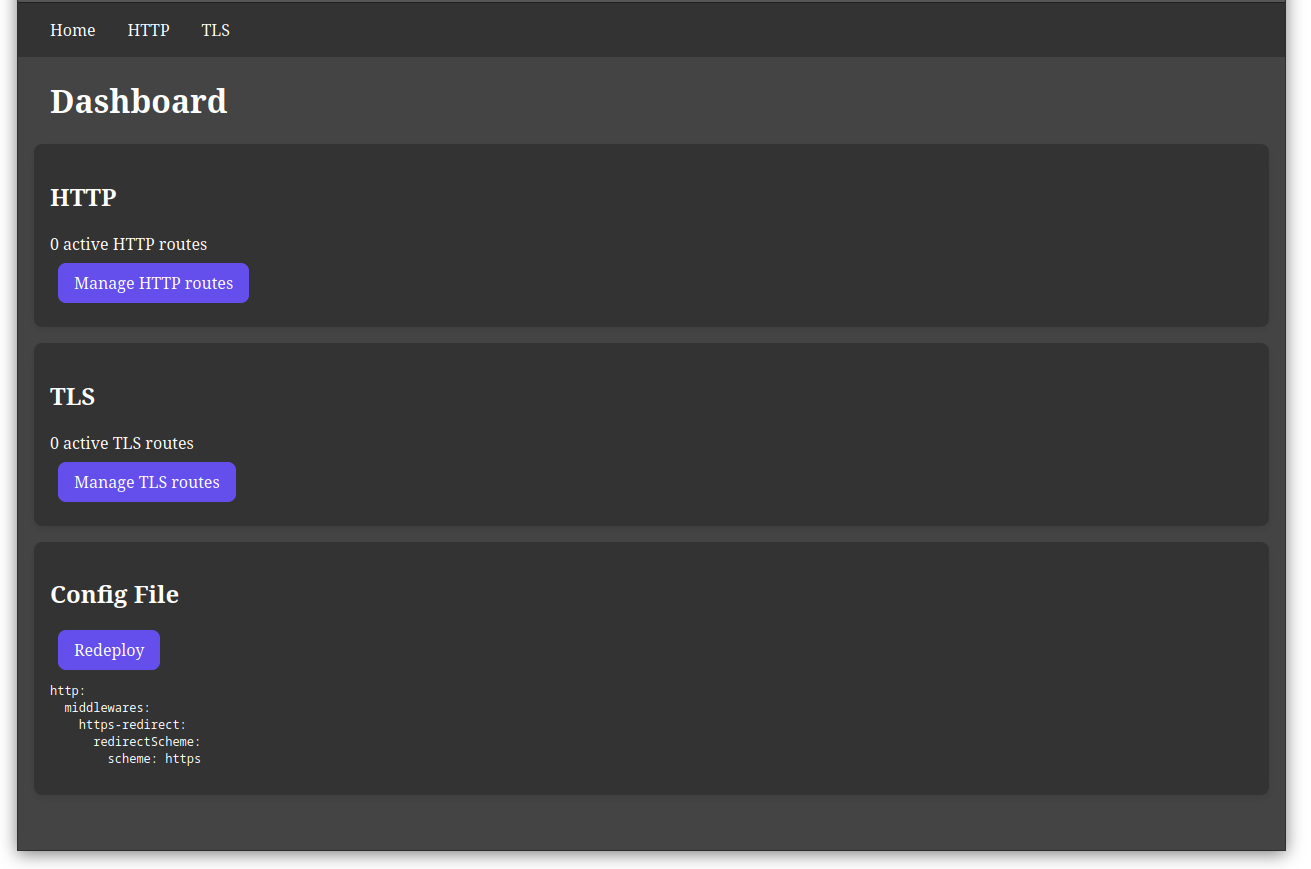 Home HTTP TLS
Dashboard
HTTP
0 active HTTP routes
Manage HTTP routes
TLS
0 active TLS routes
Manage TLS routes
Config File
Redeploy
http:
  middlewares:
    https-redirect:
      redirectScheme:
        scheme: https